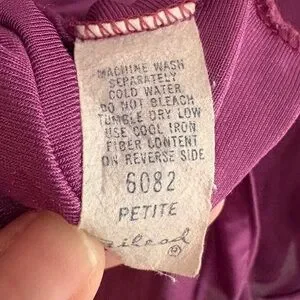 MACHINE WASH
SEPARATELY
COLD WATER
DO NOT BLEACH
TUMBLE DRY LOW
USE COOL IRON
FIBER CONTENT
ON REVERSE SIDE
6082
PETITE
®